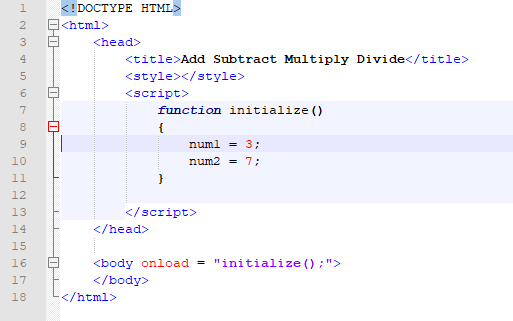 1 <!DOCTYPE HTML>
2 <html>
3 <head>
4 <title>Add Subtract Multiply Divide</title>
5 <style></style>
6 <script>
7 function initialize()
8 {
9 num1 = 3;
10 num2 = 7;
11 }
12
13 </script>
14 </head>
15
16 <body onload = "initialize();">
17 </body>
18 </html>